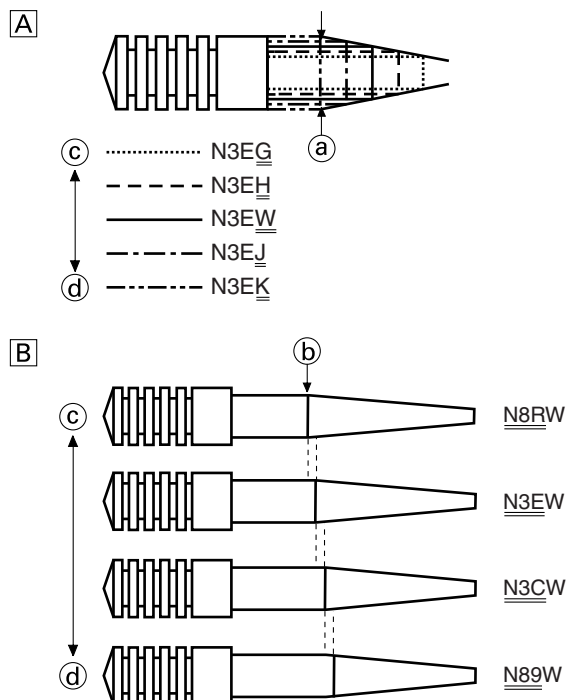 A
a
c N3EG
N3EH
N3EW
N3EJ
d N3EK
B
b
c N8RW
N3EW
N3CW
d N89W